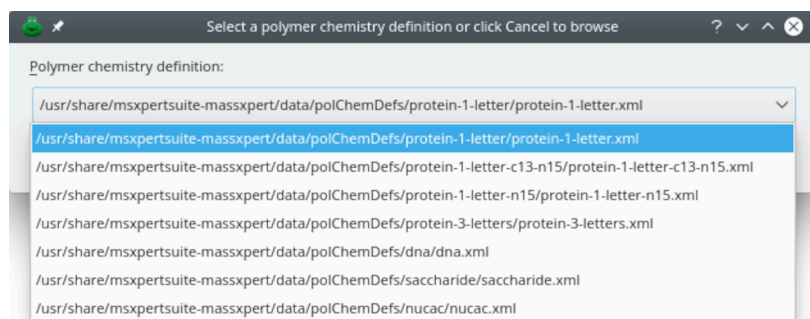 Select a polymer chemistry definition or click Cancel to browse
Polymer chemistry definition:
/usr/share/msxpertsuite-massxpert/data/polChemDefs/protein-1-letter/protein-1-letter.xml
/usr/share/msxpertsuite-massxpert/data/polChemDefs/protein-1-letter/protein-1-letter.xml
/usr/share/msxpertsuite-massxpert/data/polChemDefs/protein-1-letter-c13-n15/protein-1-letter-c13-n15.xml
/usr/share/msxpertsuite-massxpert/data/polChemDefs/protein-1-letter-n15/protein-1-letter-n15.xml
/usr/share/msxpertsuite-massxpert/data/polChemDefs/protein-3-letters/protein-3-letters.xml
/usr/share/msxpertsuite-massxpert/data/polChemDefs/dna/dna.xml
/usr/share/msxpertsuite-massxpert/data/polChemDefs/saccharide/saccharide.xml
/usr/share/msxpertsuite-massxpert/data/polChemDefs/nucac/nucac.xml